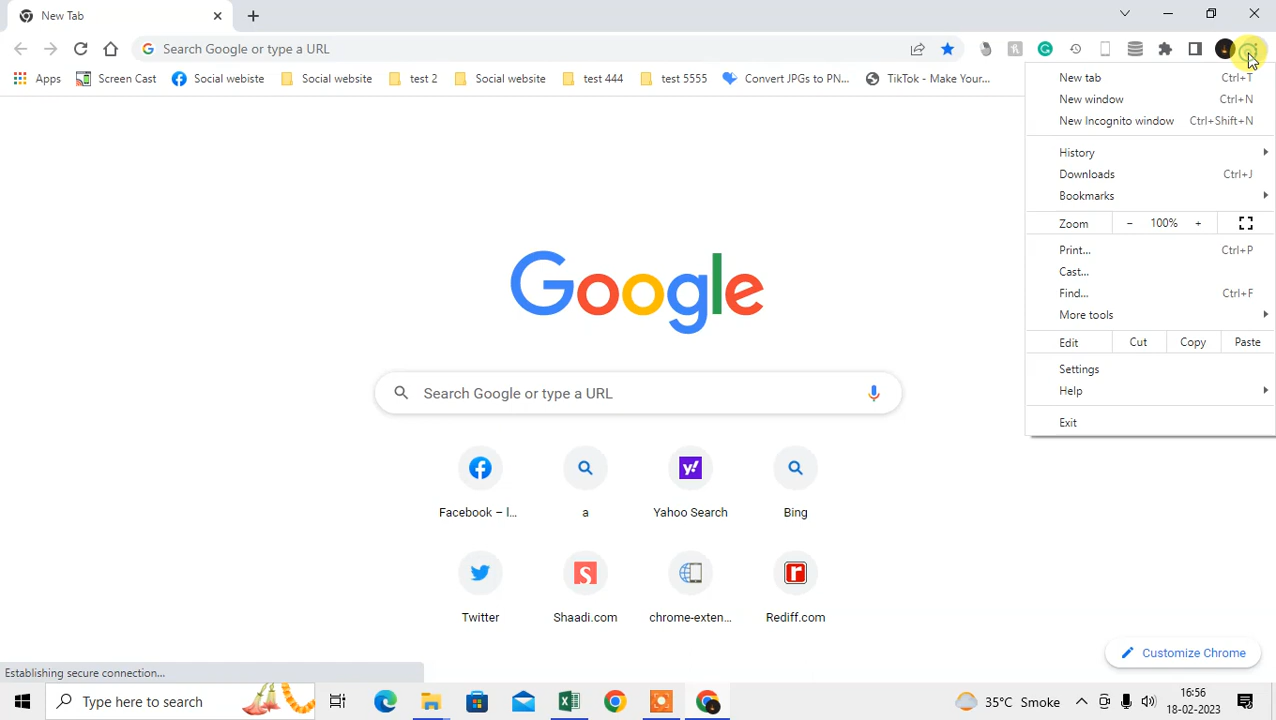 New Tab
Search Google or type a URL
Apps Screen Cast Social webiste Social website test 2 Social website test 444 test 5555 Convert JPGs to PN... TikTok - Make Your...
New tab Ctrl+T
New window Ctrl+N
New Incognito window Ctrl+Shift+N
History
Downloads Ctrl+J
Bookmarks
Zoom - 100% +
Print... Ctrl+P
Cast...
Find... Ctrl+F
More tools
Edit Cut Copy Paste
Settings
Help
Exit
Google
Search Google or type a URL
Facebook – l... a Yahoo Search Bing
Twitter Shaadi.com chrome-exten... Rediff.com
Customize Chrome
Establishing secure connection...
Type here to search
35°C Smoke
16:56
18-02-2023